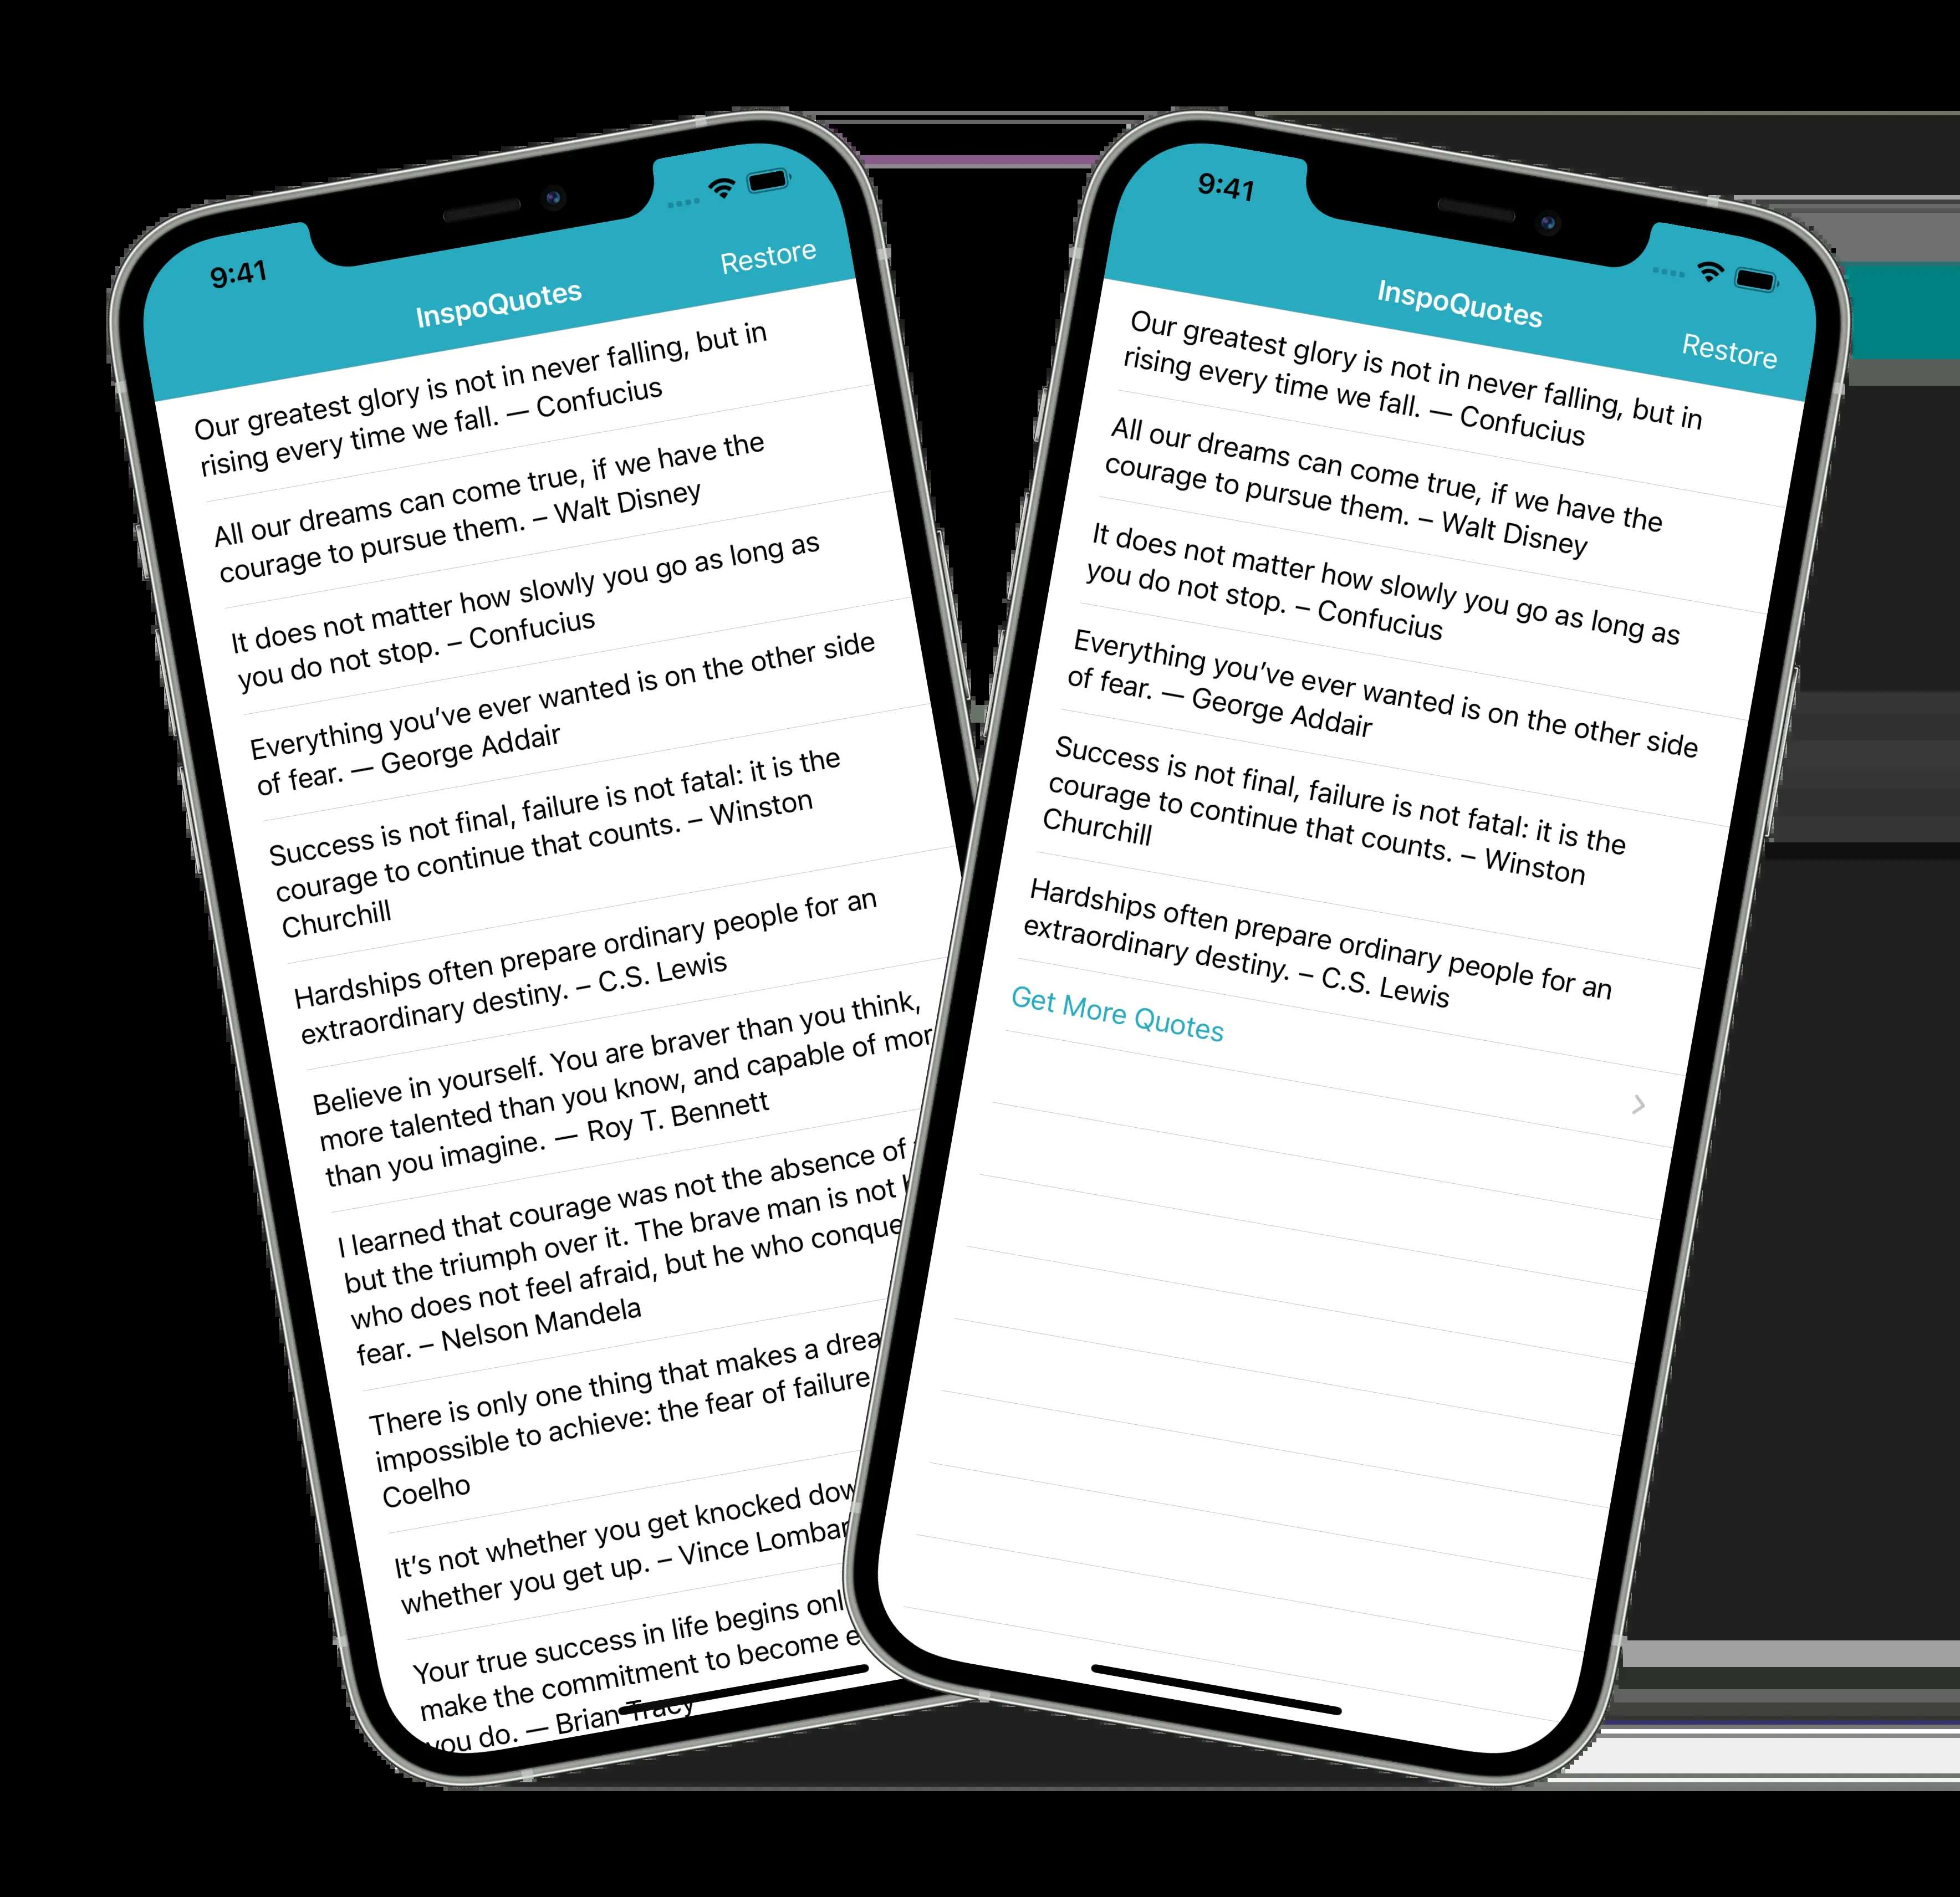 9:41
Restore
InspoQuotes
Our greatest glory is not in never falling, but in
rising every time we fall. — Confucius
All our dreams can come true, if we have the
courage to pursue them. – Walt Disney
It does not matter how slowly you go as long as
you do not stop. – Confucius
Everything you’ve ever wanted is on the other side
of fear. — George Addair
Success is not final, failure is not fatal: it is the
courage to continue that counts. – Winston
Churchill
Hardships often prepare ordinary people for an
extraordinary destiny. – C.S. Lewis
Believe in yourself. You are braver than you think,
more talented than you know, and capable of mor
than you imagine. — Roy T. Bennett
I learned that courage was not the absence of
but the triumph over it. The brave man is not
who does not feel afraid, but he who conque
fear. – Nelson Mandela
There is only one thing that makes a drea
impossible to achieve: the fear of failure
Coelho
It’s not whether you get knocked dow
whether you get up. – Vince Lombar
Your true success in life begins onl
make the commitment to become e
you do. — Brian Tracy
9:41
InspoQuotes
Restore
Our greatest glory is not in never falling, but in
rising every time we fall. — Confucius
All our dreams can come true, if we have the
courage to pursue them. – Walt Disney
It does not matter how slowly you go as long as
you do not stop. – Confucius
Everything you’ve ever wanted is on the other side
of fear. — George Addair
Success is not final, failure is not fatal: it is the
courage to continue that counts. – Winston
Churchill
Hardships often prepare ordinary people for an
extraordinary destiny. – C.S. Lewis
Get More Quotes